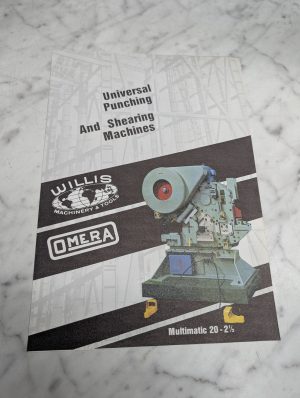 Universal
Punching
And Shearing
Machines
WILLIS
MACHINERY & TOOLS
OMERA
Multimatic 20 - 2½